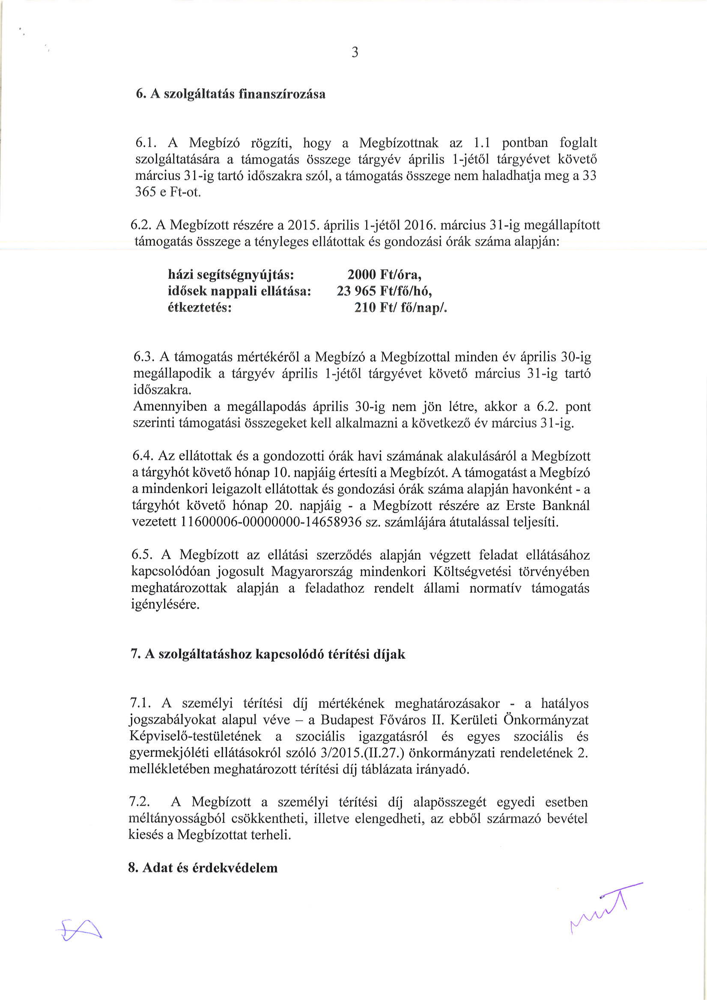 3
6. A szolgáltatás finanszírozása
6.1. A Megbízó rögzíti, hogy a Megbízottnak az 1.1 pontban foglalt
szolgáltatására a támogatás összege tárgyév április 1-jétől tárgyévet követő
március 31-ig tartó időszakra szól, a támogatás összege nem haladhatja meg a 33
365 e Ft-ot.
6.2. A Megbízott részére a 2015. április 1-jétől 2016. március 31-ig megállapított
támogatás összege a tényleges ellátottak és gondozási órák száma alapján:
házi segítségnyújtás: 2000 Ft/óra,
idősek nappali ellátása: 23 965 Ft/fő/hó,
étkeztetés: 210 Ft/ fő/nap/.
6.3. A támogatás mértékéről a Megbízó a Megbízottal minden év április 30-ig
megállapodik a tárgyév április 1-jétől tárgyévet követő március 31-ig tartó
időszakra.
Amennyiben a megállapodás április 30-ig nem jön létre, akkor a 6.2. pont
szerinti támogatási összegeket kell alkalmazni a következő év március 31-ig.
6.4. Az ellátottak és a gondozotti órák havi számának alakulásáról a Megbízott
a tárgyhót követő hónap 10. napjáig értesíti a Megbízót. A támogatást a Megbízó
a mindenkori leigazolt ellátottak és gondozási órák száma alapján havonként - a
tárgyhót követő hónap 20. napjáig - a Megbízott részére az Erste Banknál
vezetett 11600006-00000000-14658936 sz. számlájára átutalással teljesíti.
6.5. A Megbízott az ellátási szerződés alapján végzett feladat ellátásához
kapcsolódóan jogosult Magyarország mindenkori Költségvetési törvényében
meghatározottak alapján a feladathoz rendelt állami normatív támogatás
igénylésére.
7. A szolgáltatáshoz kapcsolódó térítési díjak
7.1. A személyi térítési díj mértékének meghatározásakor - a hatályos
jogszabályokat alapul véve – a Budapest Főváros II. Kerületi Önkormányzat
Képviselő-testületének a szociális igazgatásról és egyes szociális és
gyermekjóléti ellátásokról szóló 3/2015.(II.27.) önkormányzati rendeletének 2.
mellékletében meghatározott térítési díj táblázata irányadó.
7.2. A Megbízott a személyi térítési díj alapösszegét egyedi esetben
méltányosságból csökkentheti, illetve elengedheti, az ebből származó bevétel
kiesés a Megbízottat terheli.
8. Adat és érdekvédelem